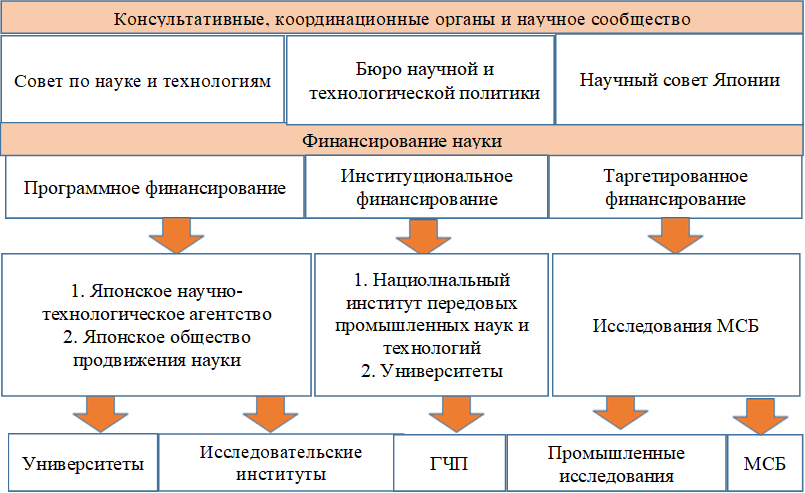 Консультативные, координационные органы и научное сообщество
Совет по науке и технологиям
Бюро научной и
технологической политики
Научный совет Японии
Финансирование науки
Программное финансирование
Институциональное
финансирование
Таргетированное
финансирование
1. Японское научно-
технологическое агентство
2. Японское общество
продвижения науки
1. Нациолнальный
институт передовых
промышленных наук и
технологий
2. Университеты
Исследования МСБ
Университеты
Исследовательские
институты
ГЧП
Промышленные
исследования
МСБ